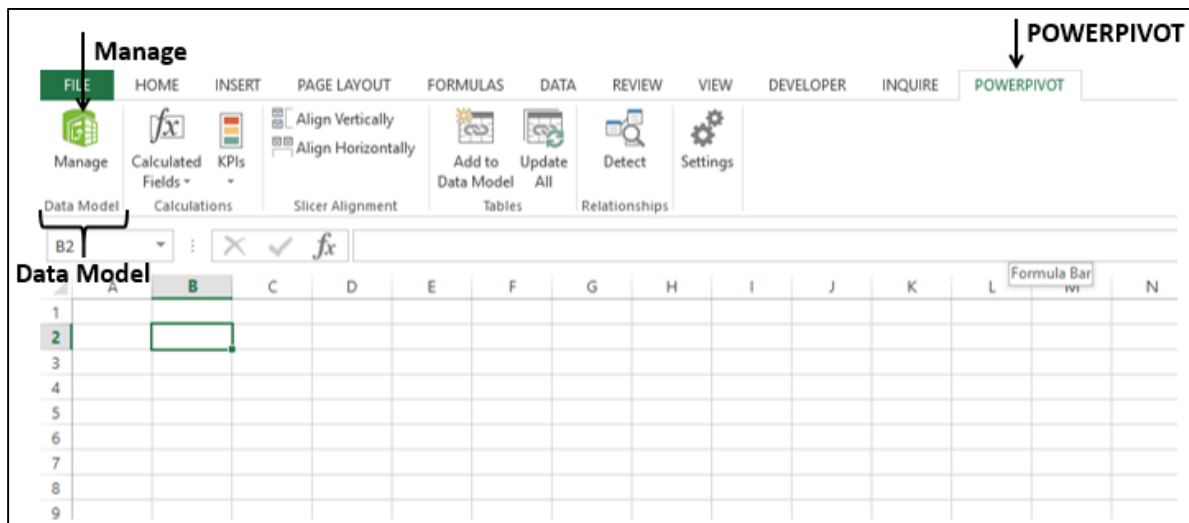 Manage
POWERPIVOT
FILE HOME INSERT PAGE LAYOUT FORMULAS DATA REVIEW VIEW DEVELOPER INQUIRE POWERPIVOT
Manage
Calculated
Fields
KPIs
Align Vertically
Align Horizontally
Add to
Data Model
Update
All
Detect
Settings
Data Model Calculations Slicer Alignment Tables Relationships
B2 fx
Data Model
Formula Bar
A B C D E F G H I J K L M N
1
2
3
4
5
6
7
8
9